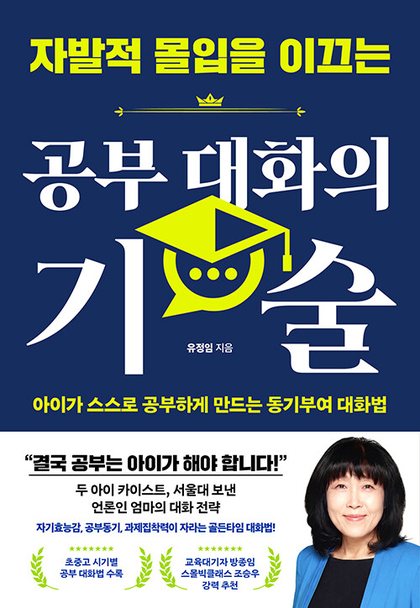 자발적 몰입을 이끄는
공부 대화의
기술
유정임 지음
아이가 스스로 공부하게 만드는 동기부여 대화법
“결국 공부는 아이가 해야 합니다!”
두 아이 카이스트, 서울대 보낸
언론인 엄마의 대화 전략
자기효능감, 공부동기, 과제집착력이 자라는 골든타임 대화법!
초중고 시기별
공부 대화법 수록
교육대기자 방종임
스몰빅클래스 조승우
강력 추천